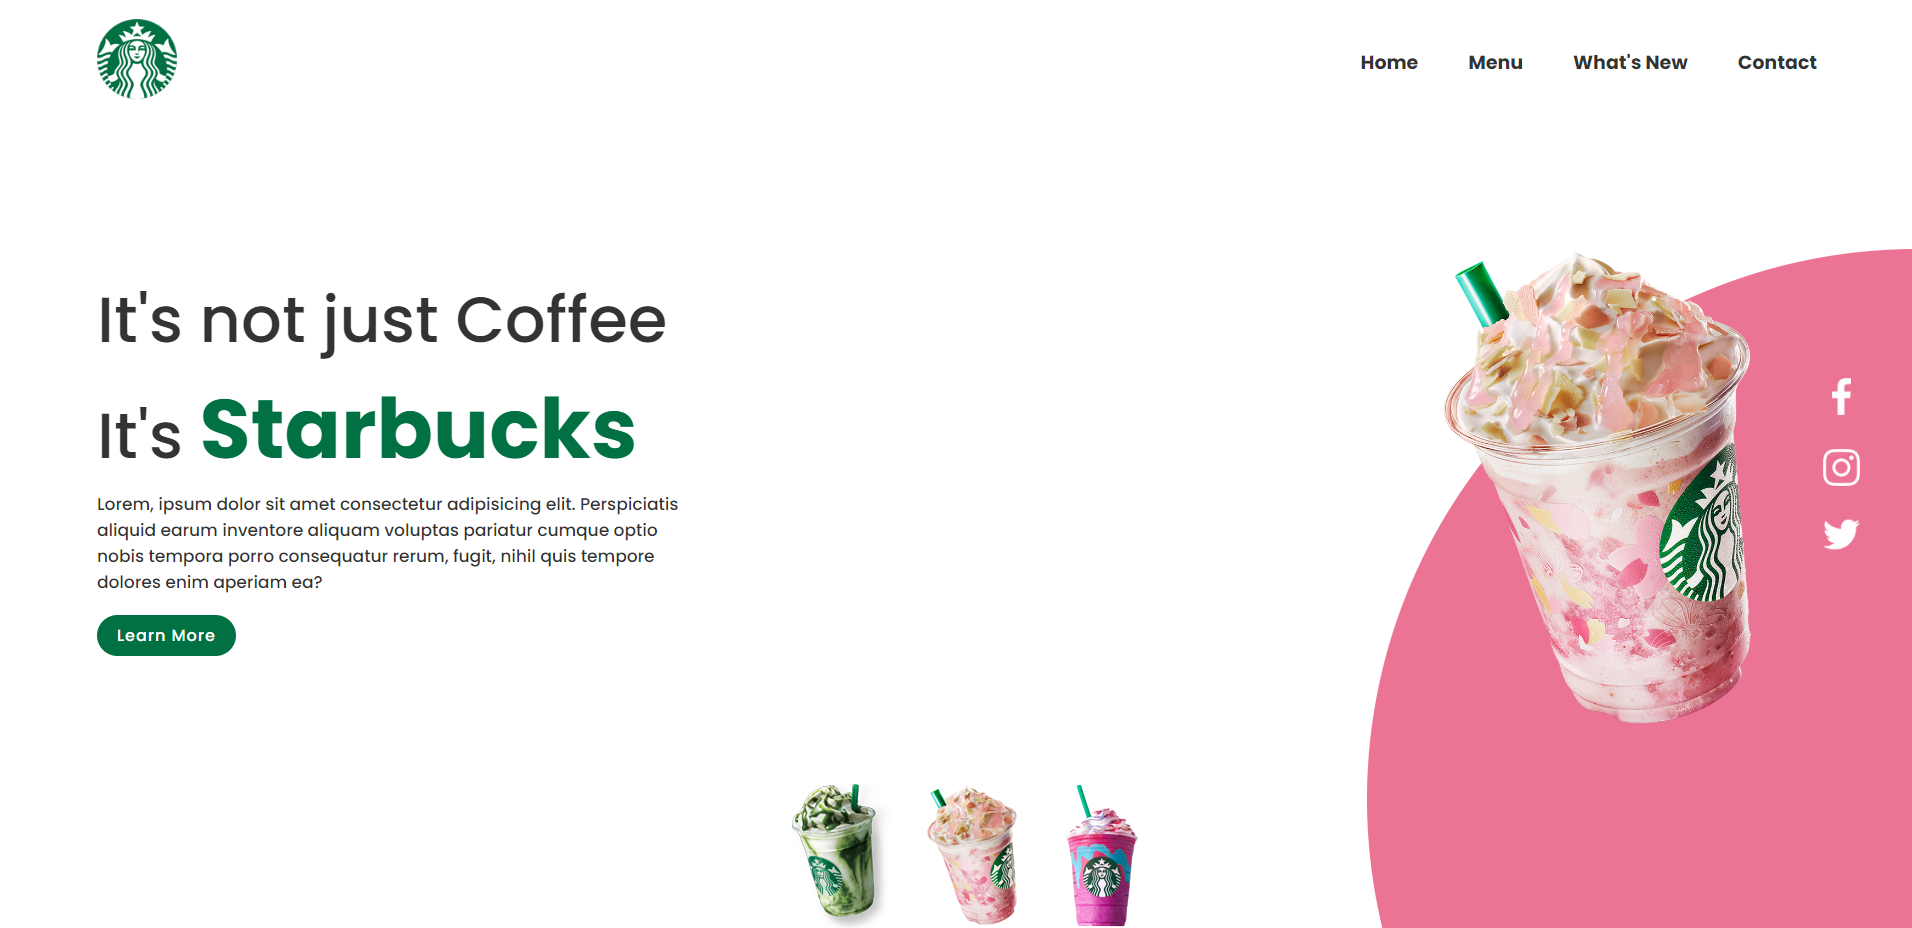 Home Menu What's New Contact
It's not just Coffee
It's Starbucks
Lorem, ipsum dolor sit amet consectetur adipisicing elit. Perspiciatis
aliquid earum inventore aliquam voluptas pariatur cumque optio
nobis tempora porro consequatur rerum, fugit, nihil quis tempore
dolores enim aperiam ea?
Learn More